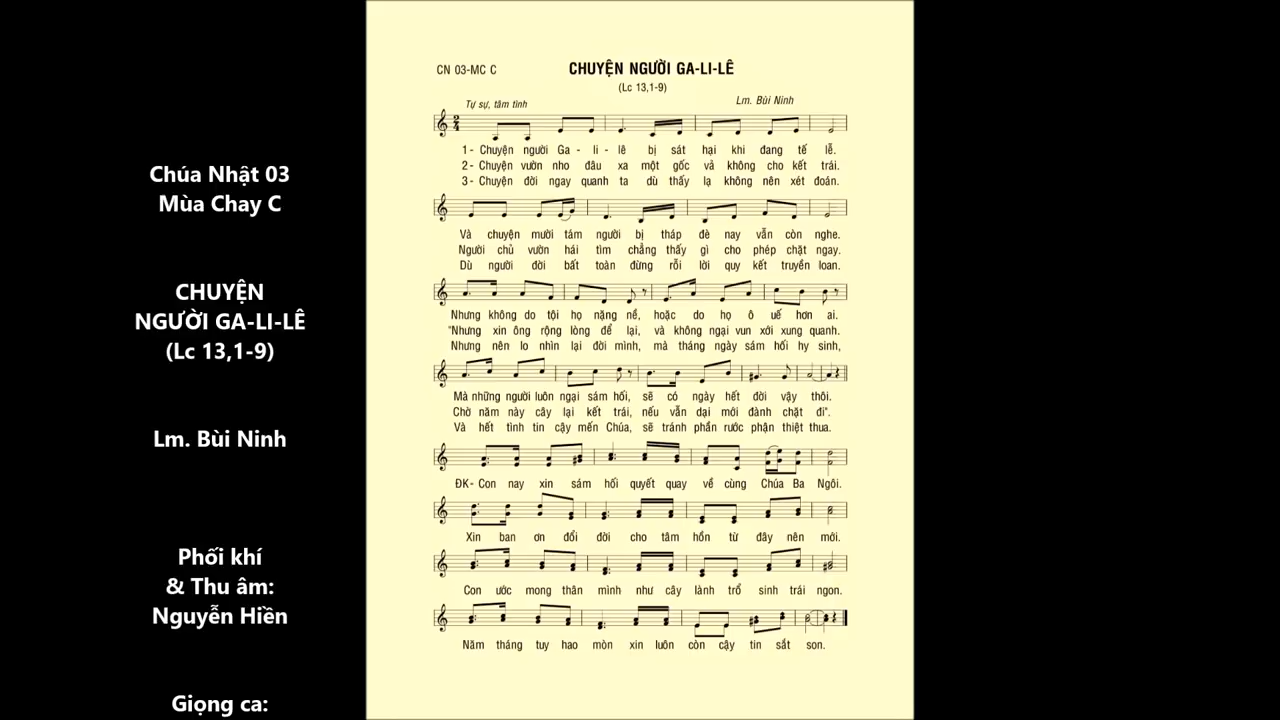 Chúa Nhật 03
Mùa Chay C
CHUYỆN
NGƯỜI GA-LI-LÊ
(Lc 13,1-9)
Lm. Bùi Ninh
Phối khí
& Thu âm:
Nguyễn Hiền
Giọng ca:
CN 03-MC C
CHUYỆN NGƯỜI GA-LI-LÊ
(Lc 13,1-9)
Tự sự, tâm tình
Lm. Bùi Ninh
1- Chuyện người Ga - li - lê bị sát hại khi đang tế lễ.
2- Chuyện vườn nho đâu xa một gốc vả không cho kết trái.
3- Chuyện đời ngay quanh ta dù thấy lạ không nên xét đoán.
Và chuyện mười tám người bị tháp đè nay vẫn còn nghe.
Người chủ vườn hái tìm chẳng thấy gì cho phép chặt ngay.
Dù người đời bất toàn đừng rỗi lời quy kết truyền loan.
Nhưng không do tội họ nặng nề, hoặc do họ ô uế hơn ai.
"Nhưng xin ông rộng lòng để lại, và không ngại vun xới xung quanh.
Nhưng nên lo nhìn lại đời mình, mà tháng ngày sám hối hy sinh,
Mà những người luôn ngại sám hối, sẽ có ngày hết đời vậy thôi.
Chờ năm này cây lại kết trái, nếu vẫn dại mới đành chặt đi".
Và hết tình tin cậy mến Chúa, sẽ tránh phần rước phận thiệt thua.
ĐK- Con nay xin sám hối quyết quay về cùng Chúa Ba Ngôi.
Xin ban ơn đổi đời cho tâm hồn từ đây nên mới.
Con ước mong thân mình như cây lành trổ sinh trái ngon.
Năm tháng tuy hao mòn xin luôn còn cậy tin sắt son.